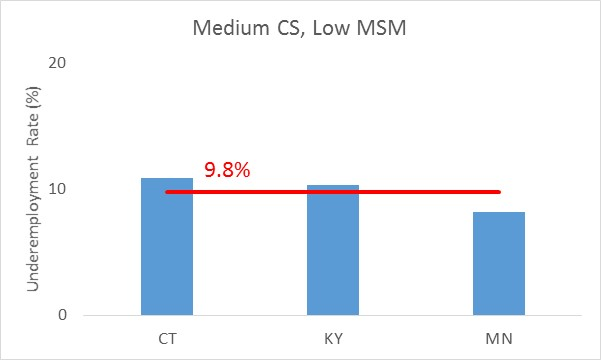 Medium CS, Low MSM
Underemployment Rate (%)
20
10
0
9.8%
CT
KY
MN